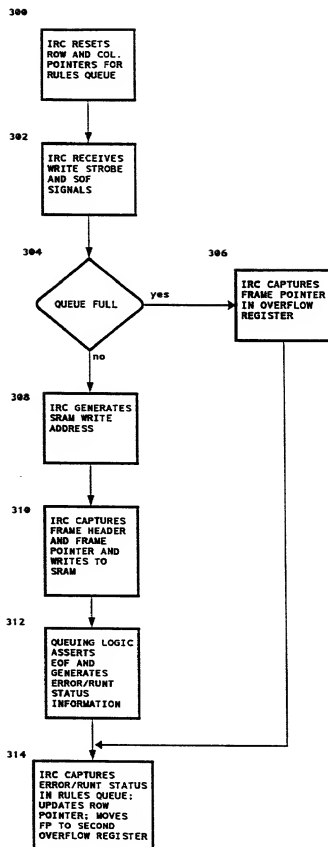 300
IRC RESETS
ROW AND COL.
POINTERS FOR
RULES QUEUE
302
IRC RECEIVES
WRITE STROBE
AND SOF
SIGNALS
304
306
QUEUE FULL
yes
IRC CAPTURES
FRAME POINTER
IN OVERFLOW
REGISTER
no
308
IRC GENERATES
SRAM WRITE
ADDRESS
310
IRC CAPTURES
FRAME HEADER
AND FRAME
POINTER AND
WRITES TO
SRAM
312
QUEUING LOGIC
ASSERTS
EOF AND
GENERATES
ERROR/RUNT
STATUS
INFORMATION
314
IRC CAPTURES
ERROR/RUNT STATUS
IN RULES QUEUE;
UPDATES ROW
POINTER; MOVES
FP TO SECOND
OVERFLOW REGISTER